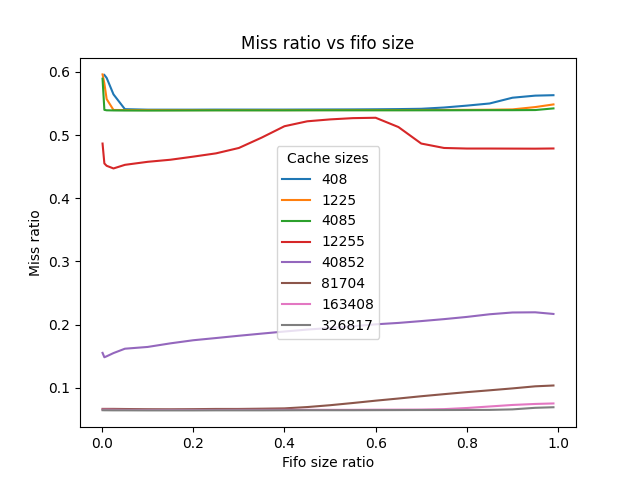 Miss ratio vs fifo size
Miss ratio
0.6
0.5
0.4
0.3
0.2
0.1
Cache sizes
408
1225
4085
12255
40852
81704
163408
326817
0.0 0.2 0.4 0.6 0.8 1.0
Fifo size ratio